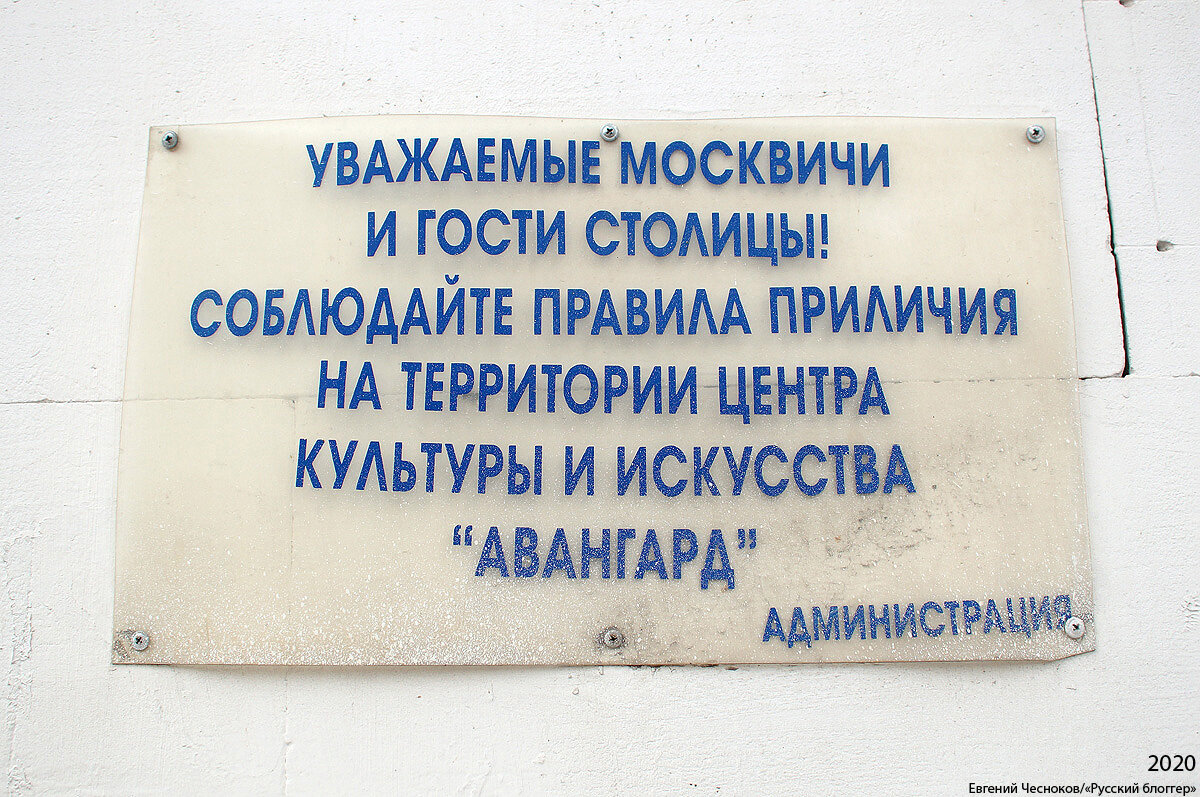 УВАЖАЕМЫЕ МОСКВИЧИ
И ГОСТИ СТОЛИЦЫ!
СОБЛЮДАЙТЕ ПРАВИЛА ПРИЛИЧИЯ
НА ТЕРРИТОРИИ ЦЕНТРА
КУЛЬТУРЫ И ИСКУССТВА
“АВАНГАРД”
АДМИНИСТРАЦИЯ
2020
Евгений Чесноков/«Русский блоггер»